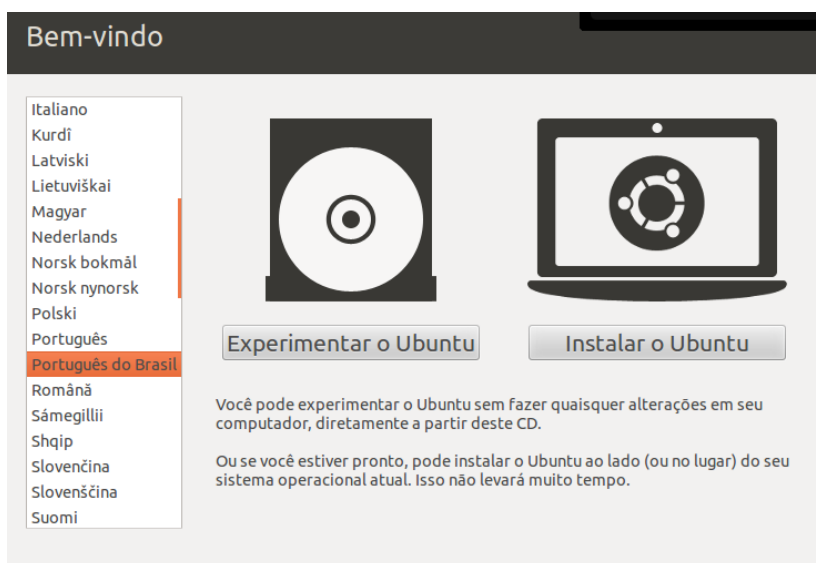 Bem-vindo
Italiano
Kurdî
Latviski
Lietuviškai
Magyar
Nederlands
Norsk bokmål
Norsk nynorsk
Polski
Português
Português do Brasil
Română
Sámegillii
Shqip
Slovenčina
Slovenščina
Suomi
Experimentar o Ubuntu
Instalar o Ubuntu
Você pode experimentar o Ubuntu sem fazer quaisquer alterações em seu
computador, diretamente a partir deste CD.
Ou se você estiver pronto, pode instalar o Ubuntu ao lado (ou no lugar) do seu
sistema operacional atual. Isso não levará muito tempo.